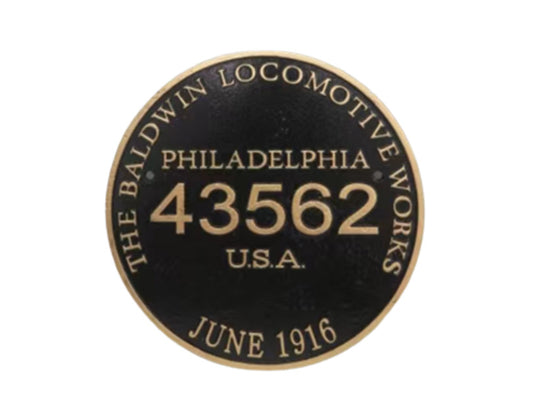 THE BALDWIN LOCOMOTIVE WORKS
PHILADELPHIA
43562
U.S.A.
JUNE 1916